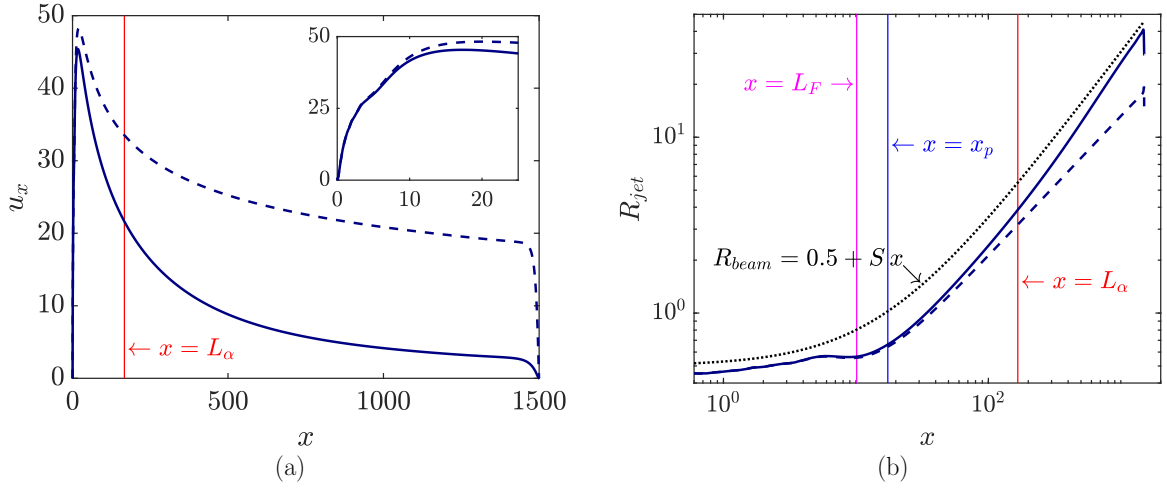 50
40
30
20
10
0
u_x
50
25
0
0 10 20
← x = L_α
0 500 1000 1500
x
(a)
R_jet
10^1
10^0
x = L_F →
← x = x_p
R_beam = 0.5 + S x
← x = L_α
10^0 10^2
x
(b)